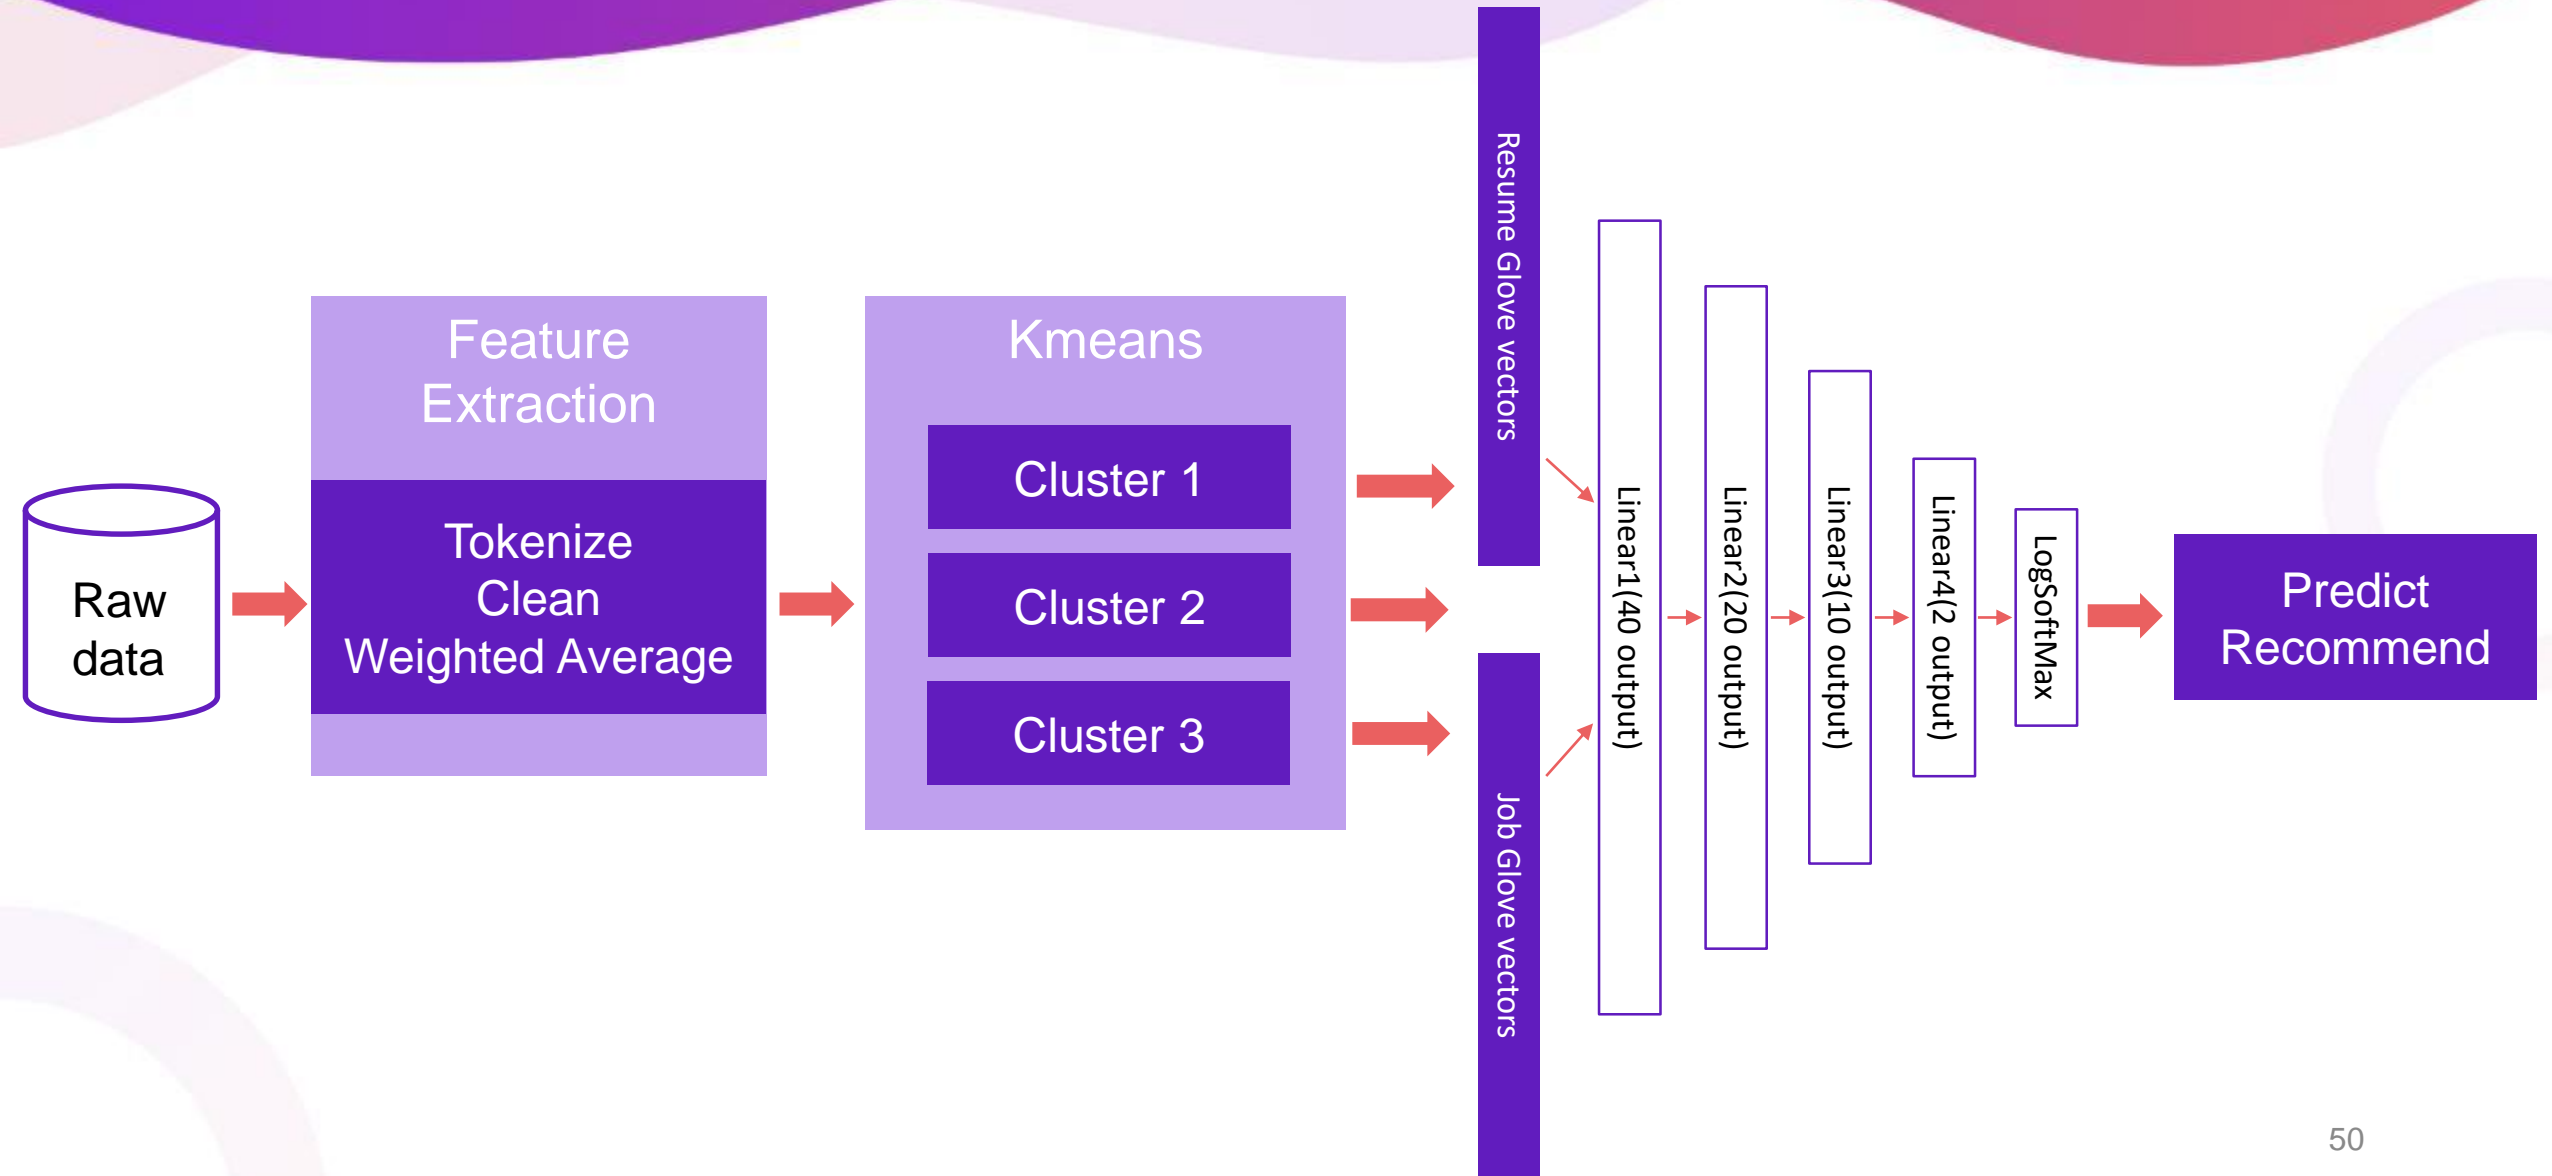 Raw
data
Feature
Extraction
Tokenize
Clean
Weighted Average
Kmeans
Cluster 1
Cluster 2
Cluster 3
Resume Glove vectors
Job Glove vectors
Linear1(40 output)
Linear2(20 output)
Linear3(10 output)
Linear4(2 output)
LogSoftMax
Predict
Recommend
50